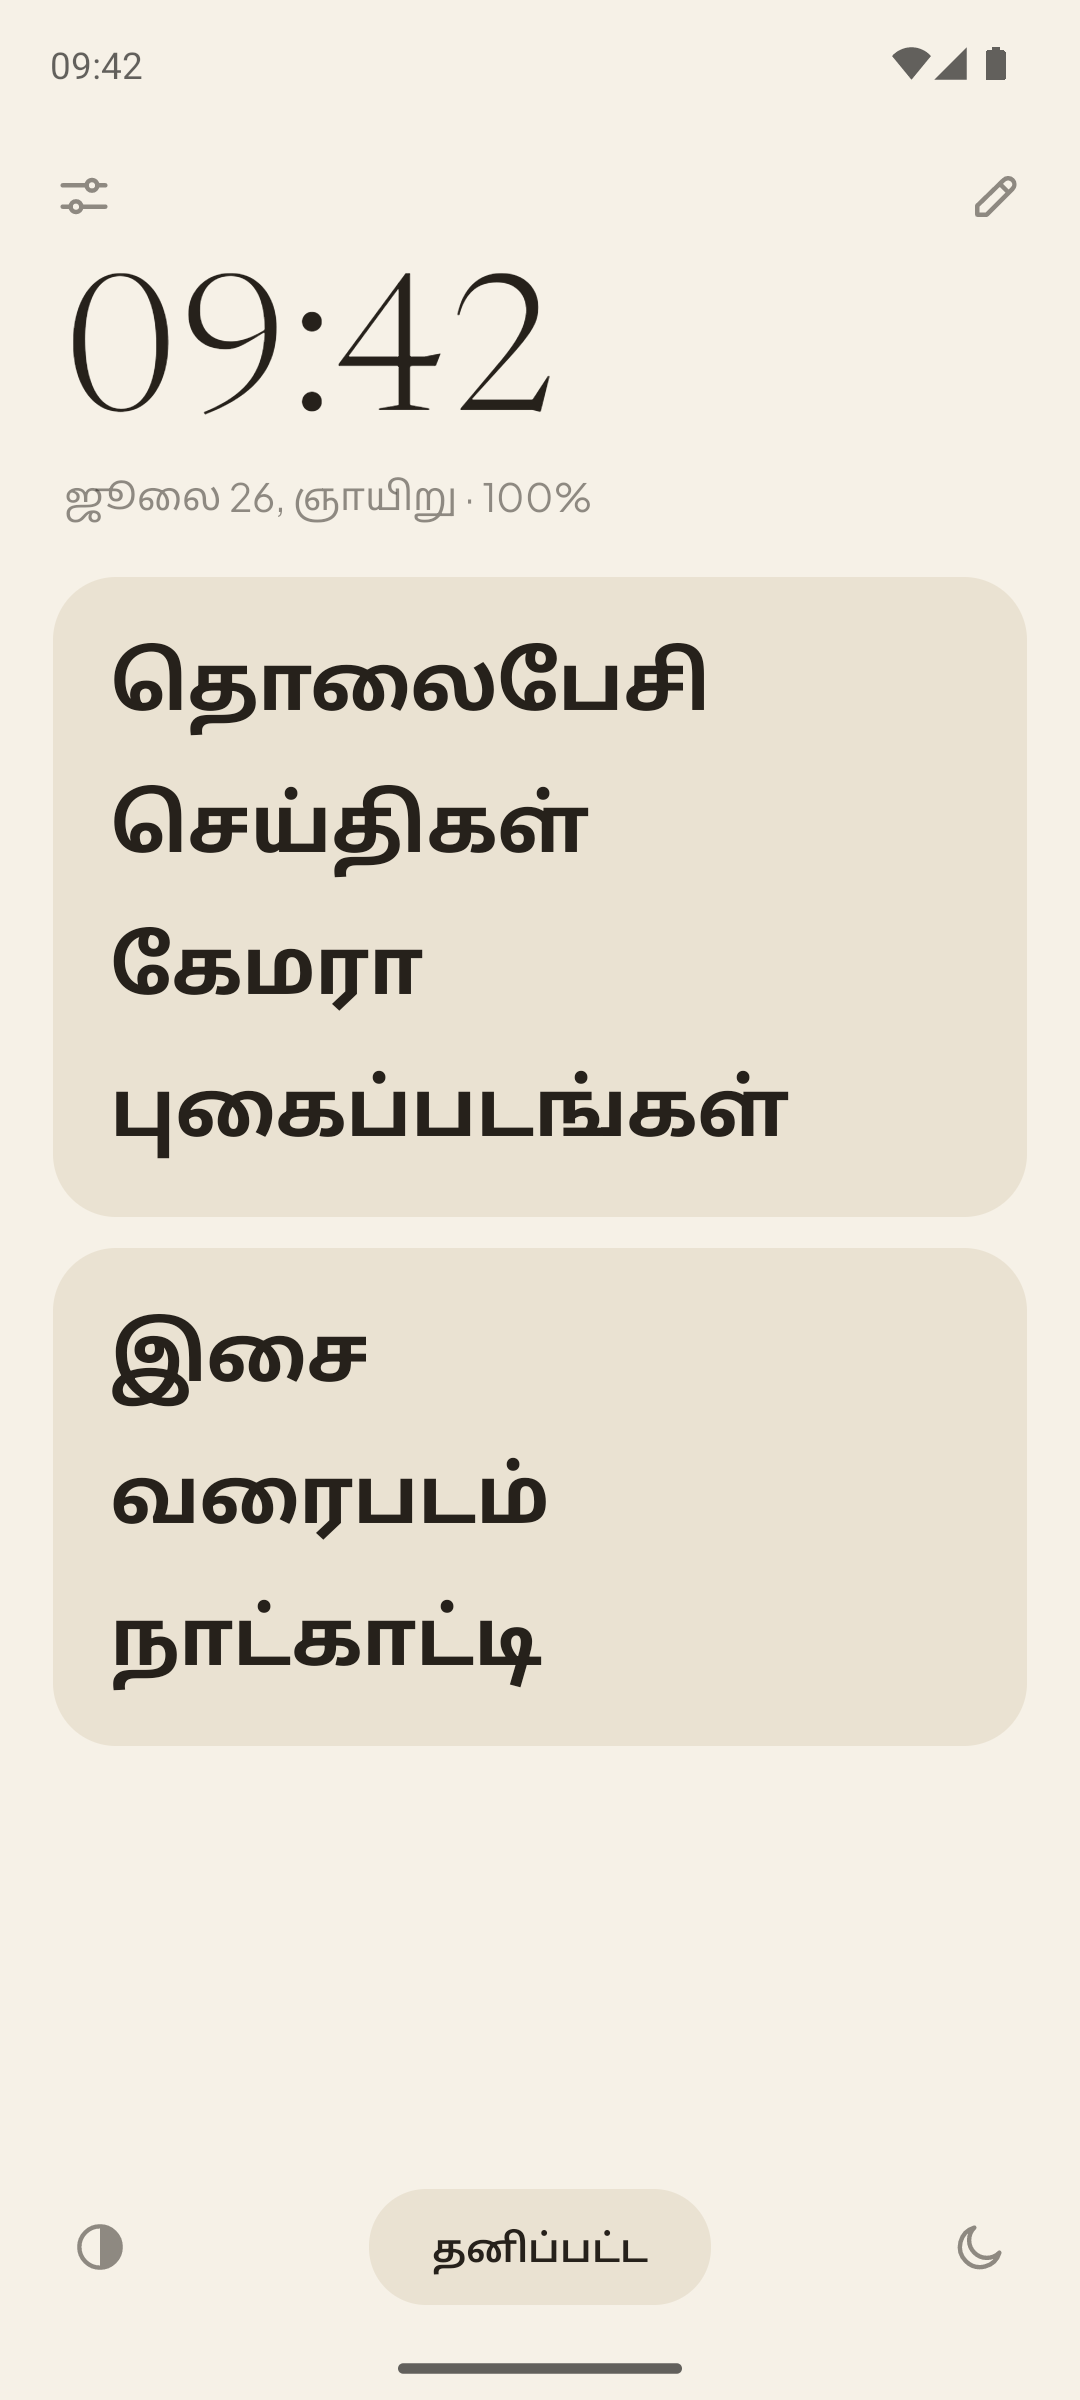 09:42
09:42
ஜூலை 26, ஞாயிறு · 100%
தொலைபேசி
செய்திகள்
கேமரா
புகைப்படங்கள்
இசை
வரைபடம்
நாட்காட்டி
தனிப்பட்ட